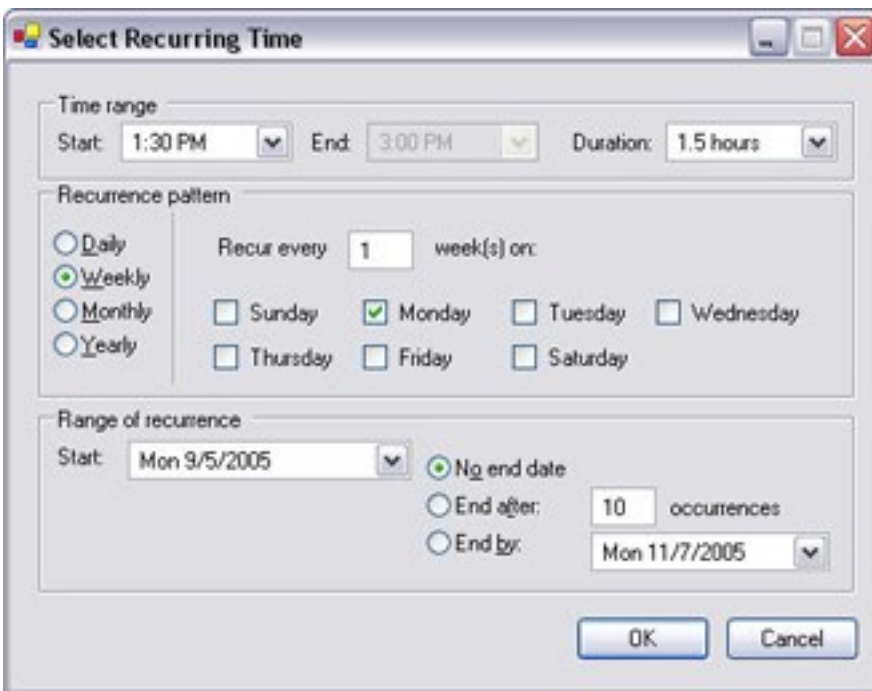 Select Recurring Time
Time range
Start: 1:30 PM End: 3:00 PM Duration: 1.5 hours
Recurrence pattern
Daily
Recur every 1 week(s) on:
Weekly
Monthly
Sunday Monday Tuesday Wednesday
Yearly
Thursday Friday Saturday
Range of recurrence
Start: Mon 9/5/2005
No end date
End after: 10 occurrences
End by: Mon 11/7/2005
OK Cancel